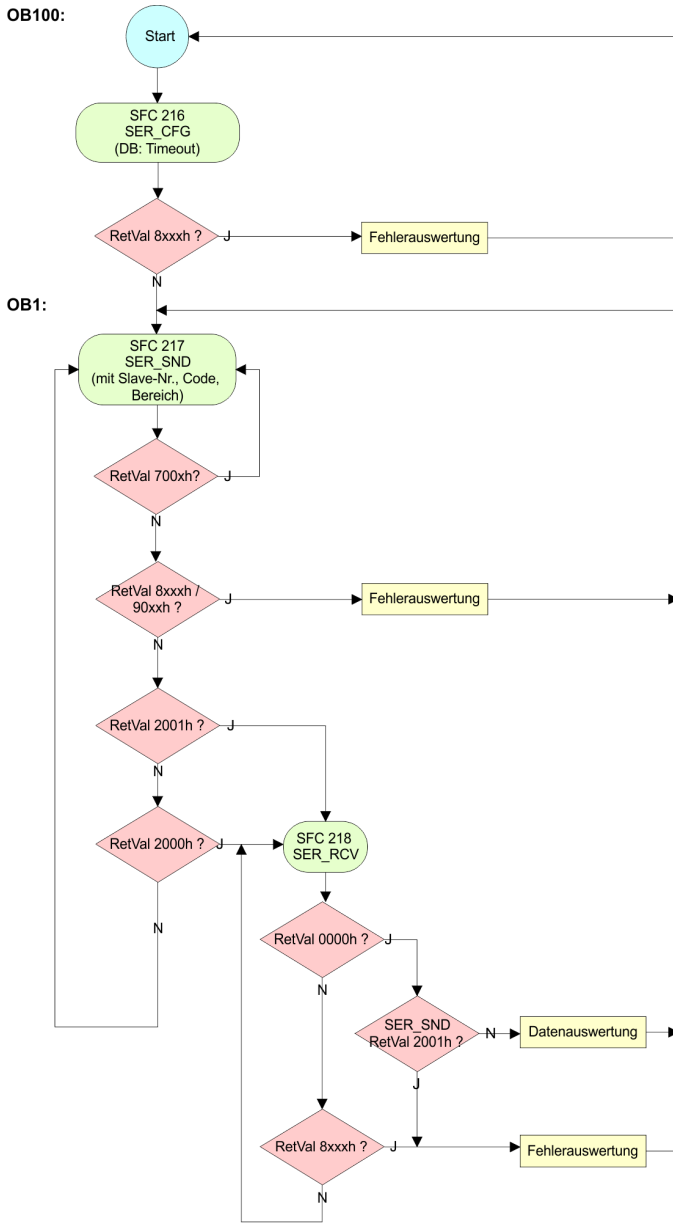 OB100:
Start
SFC 216
SER_CFG
(DB: Timeout)
RetVal 8xxxh ?
J
Fehlerauswertung
N
OB1:
SFC 217
SER_SND
(mit Slave-Nr., Code,
Bereich)
RetVal 700xh?
J
N
RetVal 8xxxh /
90xxh ?
J
Fehlerauswertung
N
RetVal 2001h ?
J
N
RetVal 2000h ?
J
SFC 218
SER_RCV
N
RetVal 0000h ?
J
N
SER_SND
RetVal 2001h ?
N
Datenauswertung
J
RetVal 8xxxh ?
J
Fehlerauswertung
N